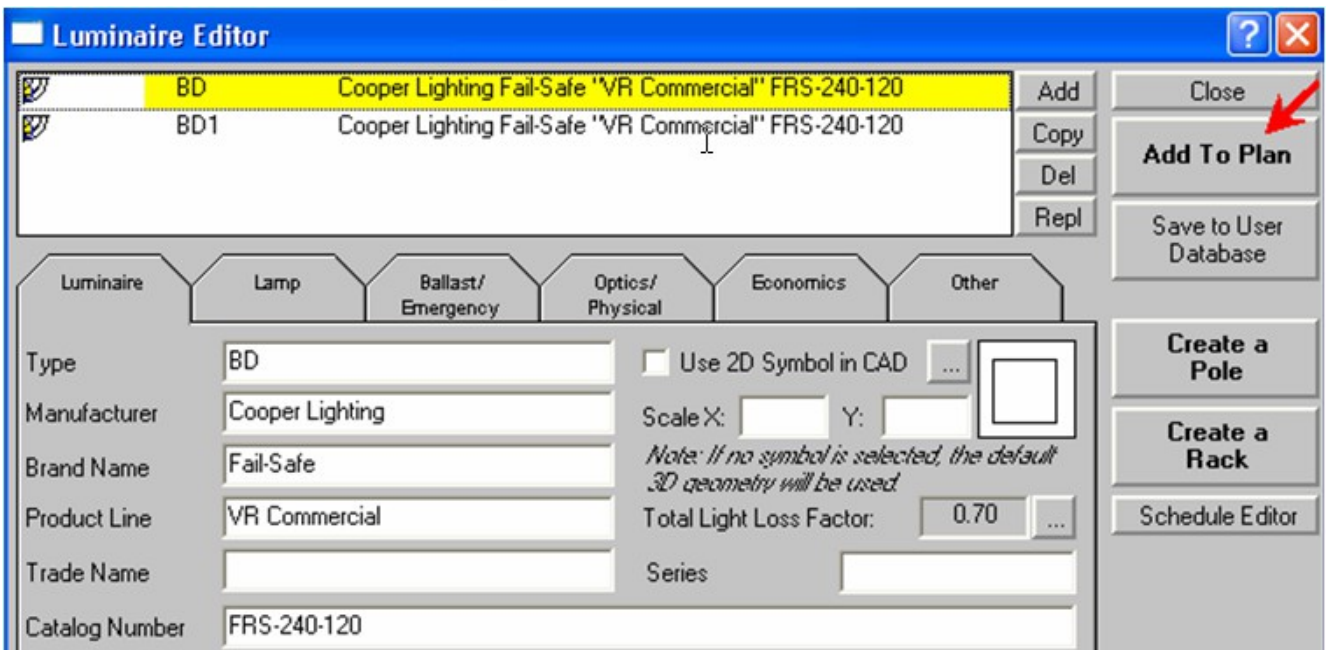 Luminaire Editor
BD Cooper Lighting Fail-Safe "VR Commercial" FRS-240-120
BD1 Cooper Lighting Fail-Safe "VR Commercial" FRS-240-120
Add
Copy
Del
Repl
Close
Add To Plan
Save to User
Database
Create a
Pole
Create a
Rack
Schedule Editor
Luminaire
Lamp
Ballast/
Emergency
Optics/
Physical
Economics
Other
Type BD
Manufacturer Cooper Lighting
Brand Name Fail-Safe
Product Line VR Commercial
Trade Name
Catalog Number FRS-240-120
Use 2D Symbol in CAD ...
Scale X: Y:
Note: If no symbol is selected, the default
3D geometry will be used.
Total Light Loss Factor: 0.70 ...
Series